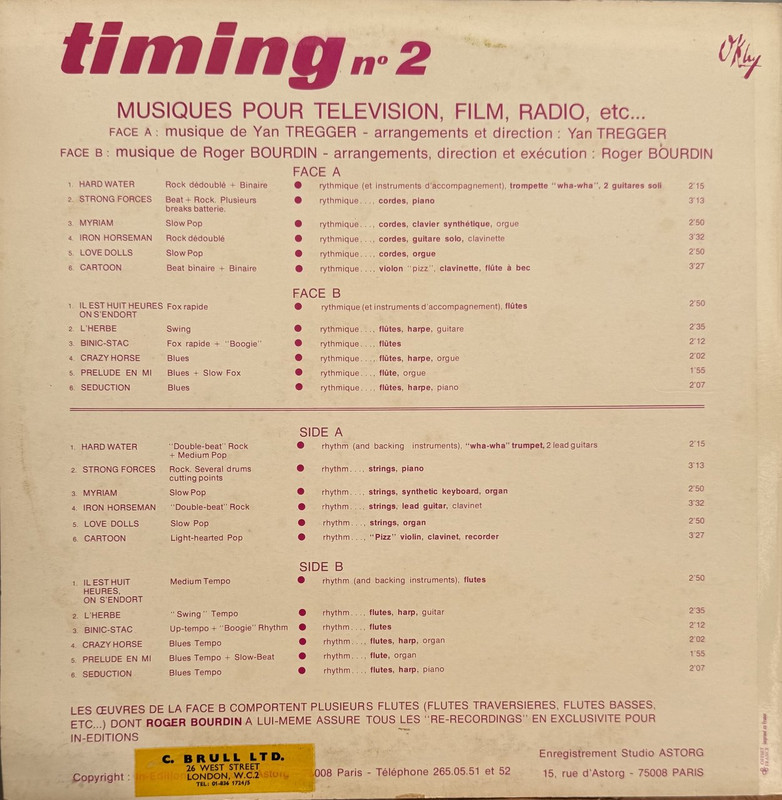 timing nº 2
Okly
MUSIQUES POUR TELEVISION, FILM, RADIO, etc...
FACE A : musique de Yan TREGGER - arrangements et direction : Yan TREGGER
FACE B : musique de Roger BOURDIN - arrangements, direction et exécution : Roger BOURDIN
FACE A
1. HARD WATER Rock dédoublé + Binaire ● rythmique (et instruments d'accompagnement), trompette "wha-wha", 2 guitares soli 2'15
2. STRONG FORCES Beat + Rock. Plusieurs ● rythmique...., cordes, piano 3'13
breaks batterie.
3. MYRIAM Slow Pop ● rythmique...., cordes, clavier synthétique, orgue 2'50
4. IRON HORSEMAN Rock dédoublé ● rythmique...., cordes, guitare solo, clavinette 3'32
5. LOVE DOLLS Slow Pop ● rythmique...., cordes, orgue 2'50
6. CARTOON Beat binaire + Binaire ● rythmique...., violon "pizz", clavinette, flûte à bec 3'27
FACE B
1. IL EST HUIT HEURES Fox rapide ● rythmique (et instruments d'accompagnement), flûtes 2'50
ON S'ENDORT
2. L'HERBE Swing ● rythmique...., flûtes, harpe, guitare 2'35
3. BINIC-STAC Fox rapide + "Boogie" ● rythmique...., flûtes 2'12
4. CRAZY HORSE Blues ● rythmique...., flûtes, harpe, orgue 2'02
5. PRELUDE EN MI Blues + Slow Fox ● rythmique...., flûte, orgue 1'55
6. SEDUCTION Blues ● rythmique...., flûtes, harpe, piano 2'07
SIDE A
1. HARD WATER "Double-beat" Rock ● rhythm (and backing instruments), "wha-wha" trumpet, 2 lead guitars 2'15
+ Medium Pop
2. STRONG FORCES Rock. Several drums ● rhythm...., strings, piano 3'13
cutting points
3. MYRIAM Slow Pop ● rhythm...., strings, synthetic keyboard, organ 2'50
4. IRON HORSEMAN "Double-beat" Rock ● rhythm...., strings, lead guitar, clavinet 3'32
5. LOVE DOLLS Slow Pop ● rhythm...., strings, organ 2'50
6. CARTOON Light-hearted Pop ● rhythm...., "Pizz" violin, clavinet, recorder 3'27
SIDE B
1. IL EST HUIT Medium Tempo ● rhythm (and backing instruments), flutes 2'50
HEURES,
ON S'ENDORT
2. L'HERBE "Swing" Tempo ● rhythm...., flutes, harp, guitar 2'35
3. BINIC-STAC Up-tempo + "Boogie" Rhythm ● rhythm...., flutes 2'12
4. CRAZY HORSE Blues Tempo ● rhythm...., flutes, harp, organ 2'02
5. PRELUDE EN MI Blues Tempo + Slow-Beat ● rhythm...., flute, organ 1'55
6. SEDUCTION Blues Tempo ● rhythm...., flutes, harp, piano 2'07
LES ŒUVRES DE LA FACE B COMPORTENT PLUSIEURS FLUTES (FLUTES TRAVERSIERES, FLUTES BASSES,
ETC...) DONT ROGER BOURDIN A LUI-MEME ASSURE TOUS LES "RE-RECORDINGS" EN EXCLUSIVITE POUR
IN-EDITIONS
C. BRULL LTD.
26 WEST STREET
LONDON, W.C.2
TEL: 01-836 1724/5
Enregistrement Studio ASTORG
Copyright : In-Edition Astorg 75008 Paris - Téléphone 265.05.51 et 52 15, rue d'Astorg - 75008 PARIS